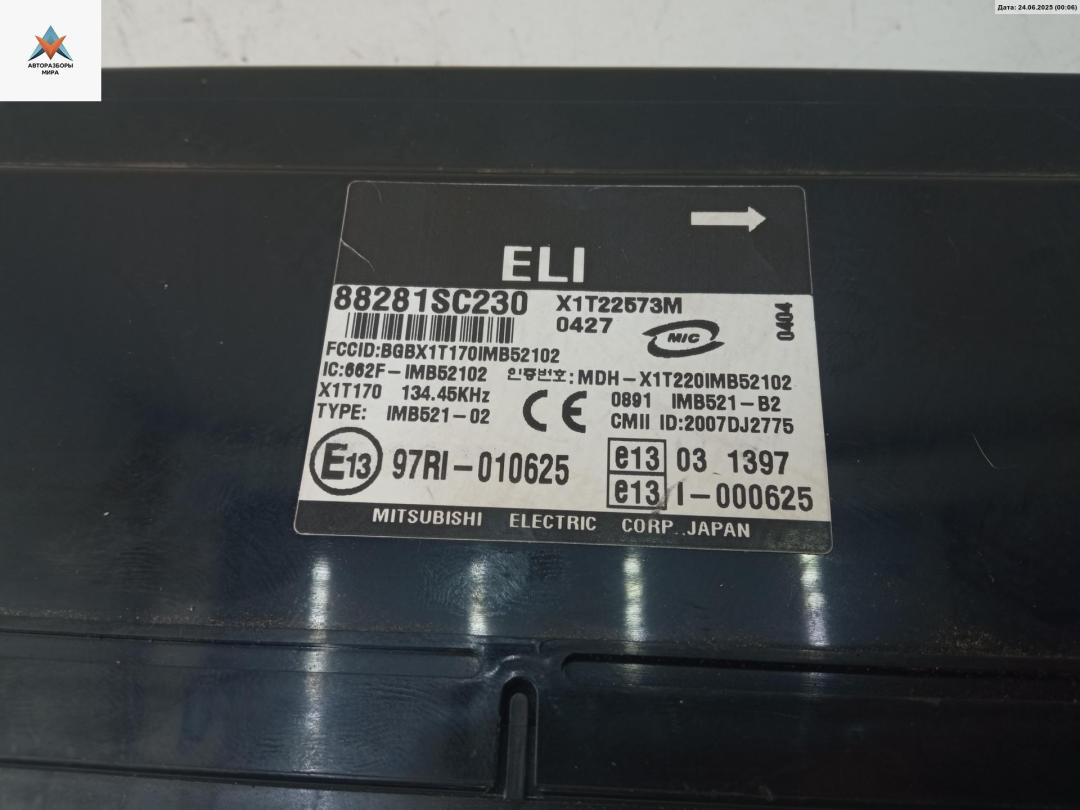 АВТОРАЗБОРЫ
МИРА
Дата: 24.06.2025 (00:06)
ELI
88281SC230 X1T22573M
0427
MIC
0404
FCCID:BGBX1T170IMB52102
IC:662F-IMB52102 인증번호:MDH-X1T220IMB52102
X1T170 134.45KHz CE 0891 IMB521-B2
TYPE: IMB521-02 CMII ID:2007DJ2775
E13 97RI-010625 e13 03 1397
e13 I-000625
MITSUBISHI ELECTRIC CORP. JAPAN